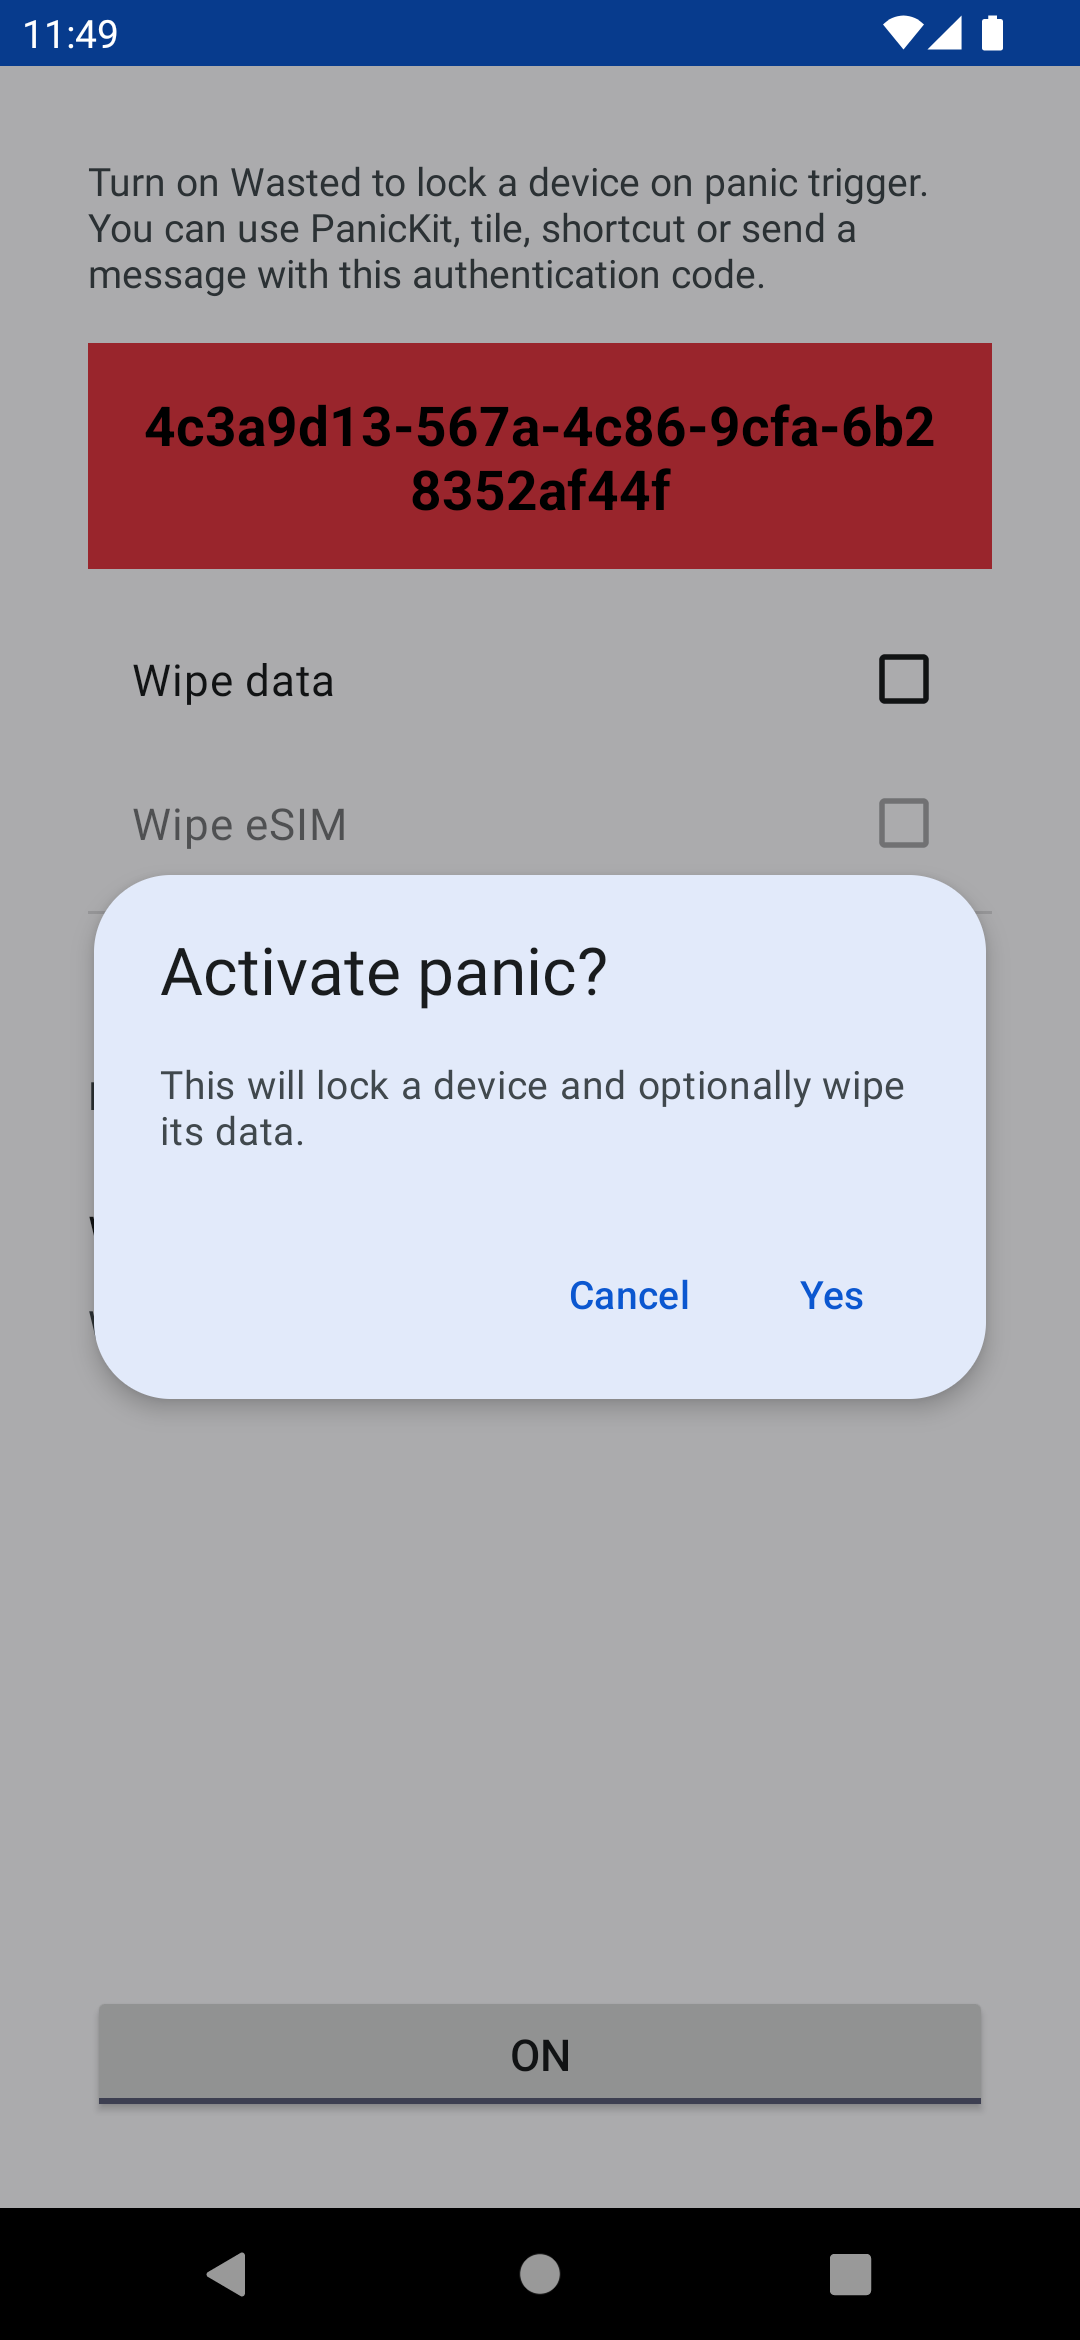 11:49
Turn on Wasted to lock a device on panic trigger.
You can use PanicKit, tile, shortcut or send a
message with this authentication code.
4c3a9d13-567a-4c86-9cfa-6b2
8352af44f
Wipe data
Wipe eSIM
Activate panic?
This will lock a device and optionally wipe
its data.
Cancel
Yes
ON